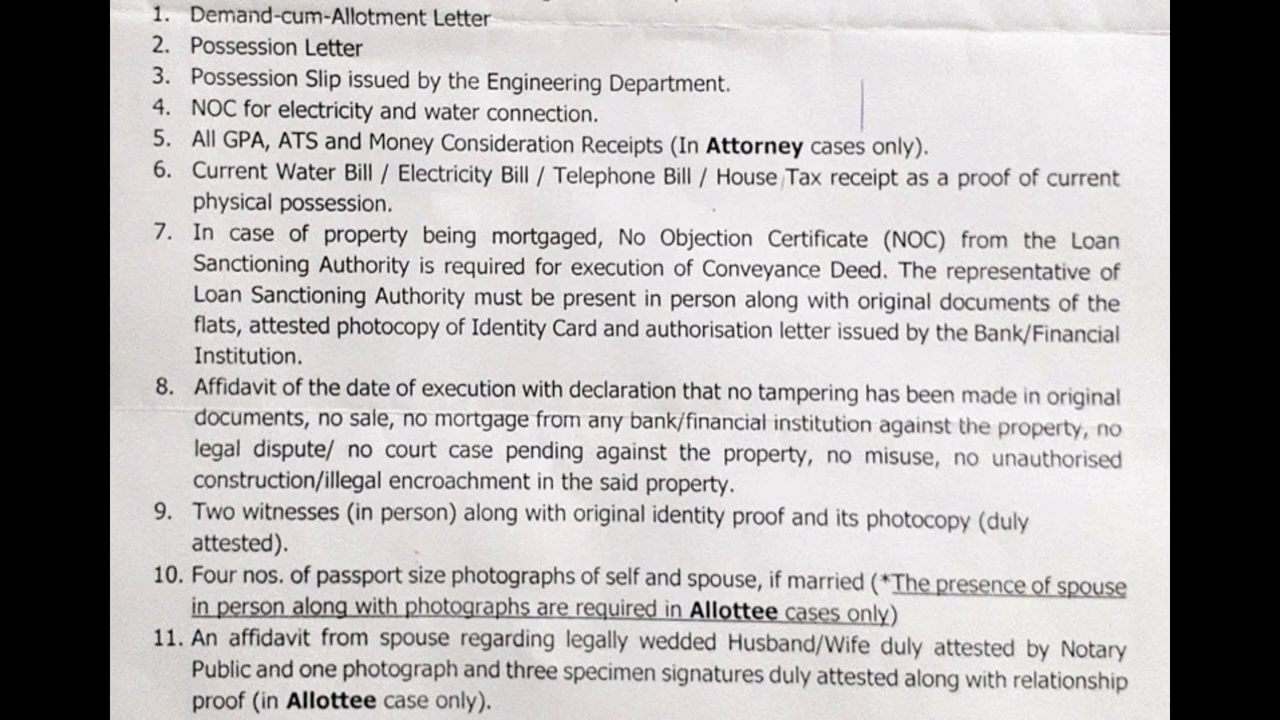 1. Demand-cum-Allotment Letter
2. Possession Letter
3. Possession Slip issued by the Engineering Department.
4. NOC for electricity and water connection.
5. All GPA, ATS and Money Consideration Receipts (In Attorney cases only).
6. Current Water Bill / Electricity Bill / Telephone Bill / House Tax receipt as a proof of current
physical possession.
7. In case of property being mortgaged, No Objection Certificate (NOC) from the Loan
Sanctioning Authority is required for execution of Conveyance Deed. The representative of
Loan Sanctioning Authority must be present in person along with original documents of the
flats, attested photocopy of Identity Card and authorisation letter issued by the Bank/Financial
Institution.
8. Affidavit of the date of execution with declaration that no tampering has been made in original
documents, no sale, no mortgage from any bank/financial institution against the property, no
legal dispute/ no court case pending against the property, no misuse, no unauthorised
construction/illegal encroachment in the said property.
9. Two witnesses (in person) along with original identity proof and its photocopy (duly
attested).
10. Four nos. of passport size photographs of self and spouse, if married (*The presence of spouse
in person along with photographs are required in Allottee cases only)
11. An affidavit from spouse regarding legally wedded Husband/Wife duly attested by Notary
Public and one photograph and three specimen signatures duly attested along with relationship
proof (in Allottee case only).